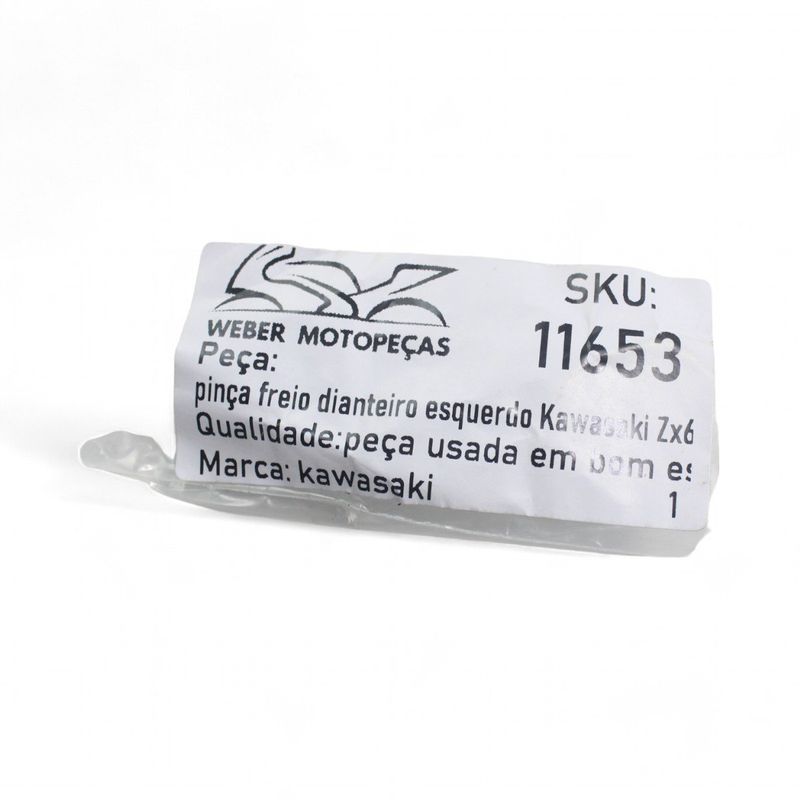 WEBER MOTOPEÇAS
SKU:
11653
Peça:
pinça freio dianteiro esquerdo Kawasaki Zx6
Qualidade:peça usada em bom es
Marca: kawasaki
1